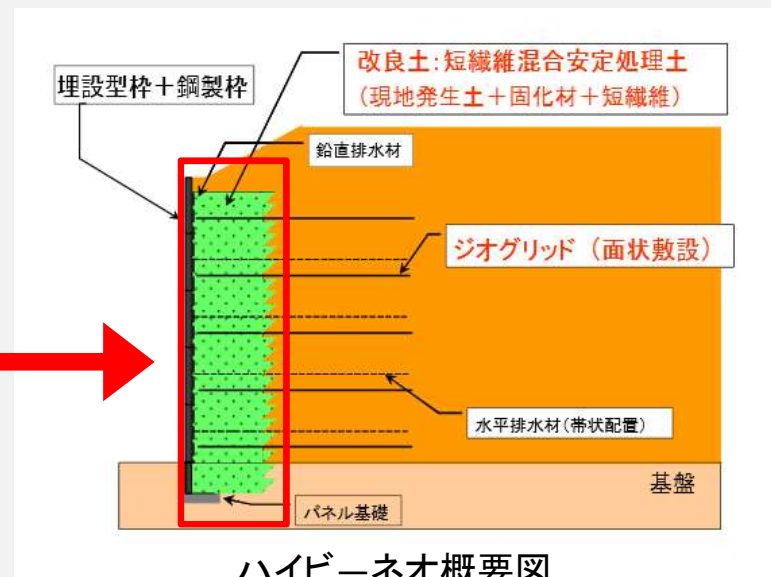 埋設型枠＋鋼製枠
改良土：短繊維混合安定処理土
（現地発生土＋固化材＋短繊維）
鉛直排水材
ジオグリッド（面状敷設）
水平排水材（帯状配置）
基盤
パネル基礎
ハイビーネオ概要図